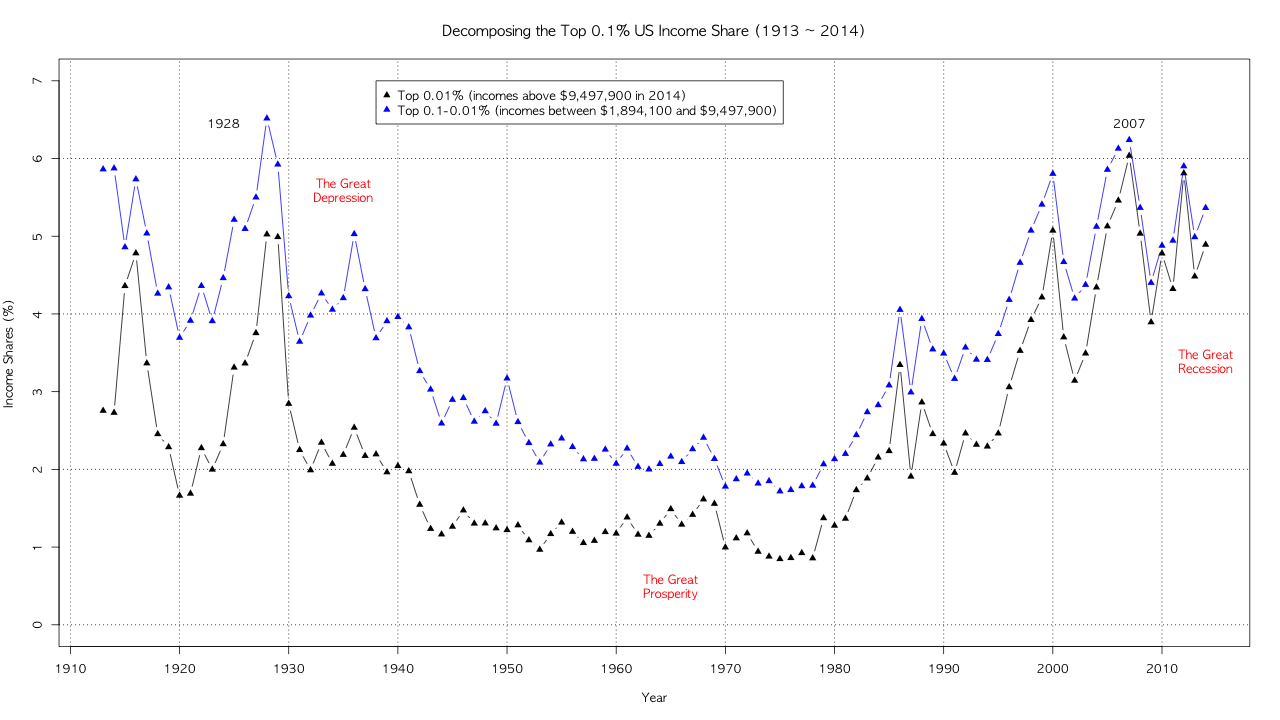 Decomposing the Top 0.1% US Income Share (1913 ~ 2014)
Top 0.01% (incomes above $9,497,900 in 2014)
Top 0.1-0.01% (incomes between $1,894,100 and $9,497,900)
1928
2007
The Great
Depression
The Great
Recession
The Great
Prosperity
Income Shares (%)
7
6
5
4
3
2
1
0
1910 1920 1930 1940 1950 1960 1970 1980 1990 2000 2010
Year